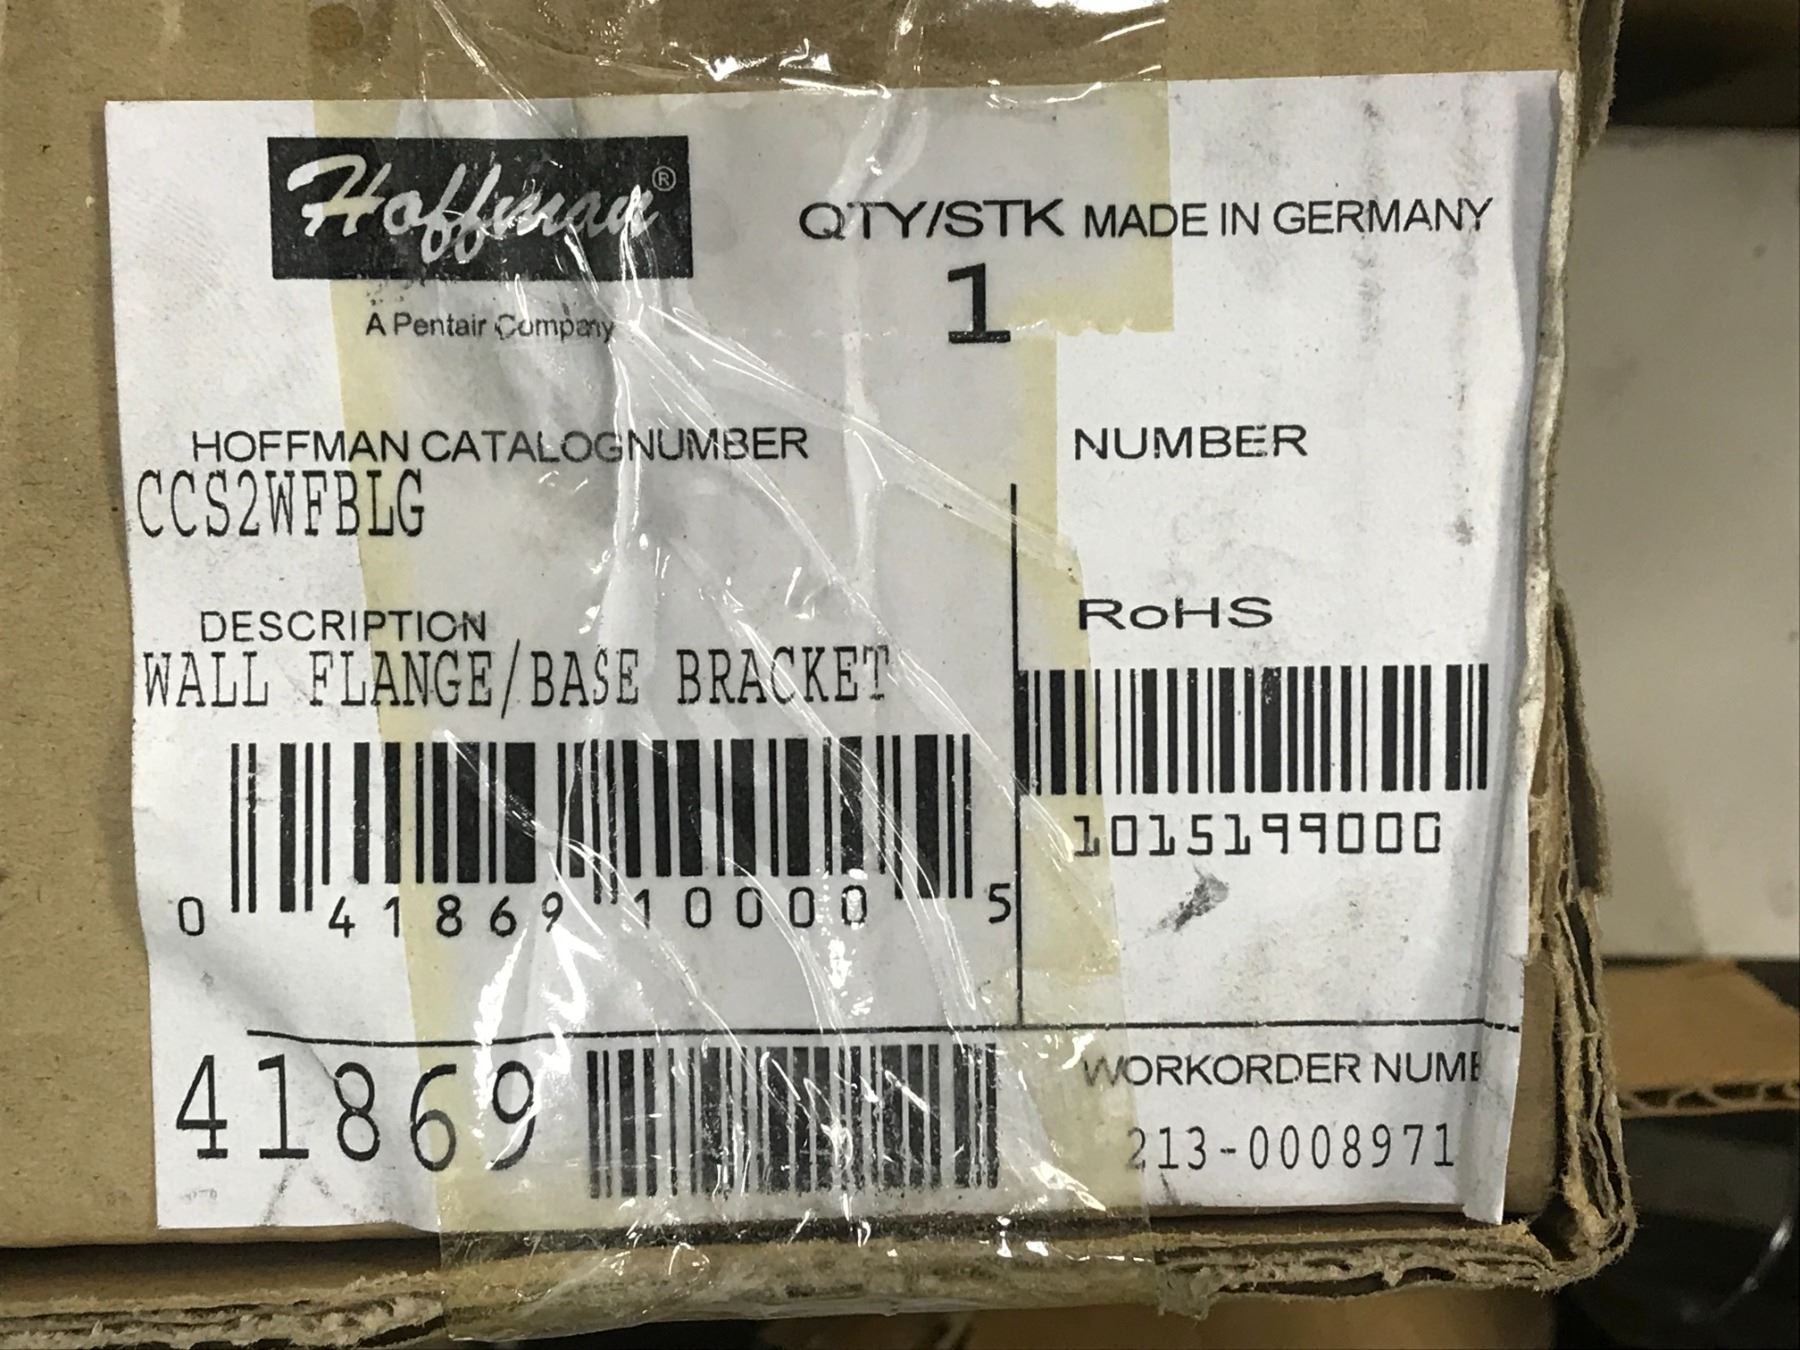 Hoffman®
A Pentair Company
QTY/STK MADE IN GERMANY
1
HOFFMAN CATALOGNUMBER
CCS2WFBLG
NUMBER
DESCRIPTION
WALL FLANGE/BASE BRACKET
RoHS
0 41869 10000 5
1015199000
41869
WORKORDER NUM
213-0008971